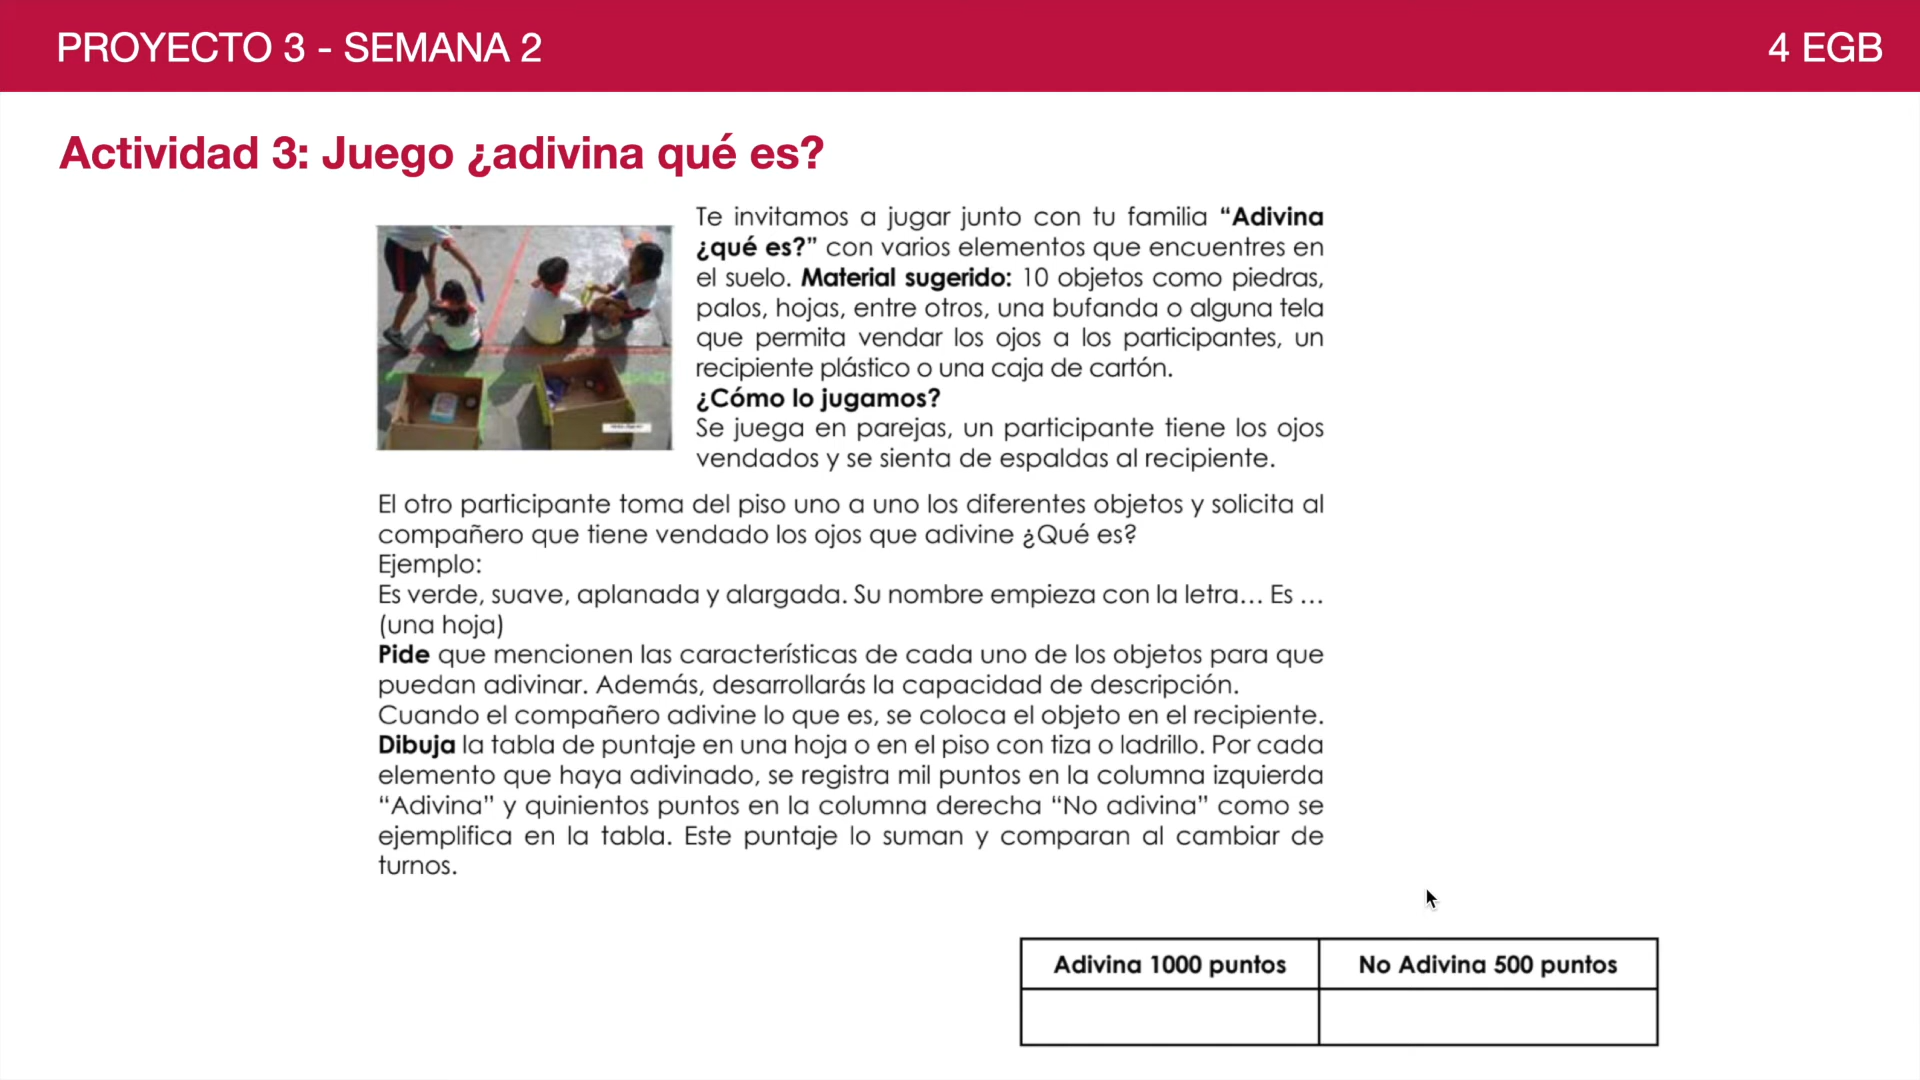 PROYECTO 3 - SEMANA 2
4 EGB
Actividad 3: Juego ¿adivina qué es?
Te invitamos a jugar junto con tu familia “Adivina
¿qué es?” con varios elementos que encuentres en
el suelo. Material sugerido: 10 objetos como piedras,
palos, hojas, entre otros, una bufanda o alguna tela
que permita vendar los ojos a los participantes, un
recipiente plástico o una caja de cartón.
¿Cómo lo jugamos?
Se juega en parejas, un participante tiene los ojos
vendados y se sienta de espaldas al recipiente.
El otro participante toma del piso uno a uno los diferentes objetos y solicita al
compañero que tiene vendado los ojos que adivine ¿Qué es?
Ejemplo:
Es verde, suave, aplanada y alargada. Su nombre empieza con la letra… Es …
(una hoja)
Pide que mencionen las características de cada uno de los objetos para que
puedan adivinar. Además, desarrollarás la capacidad de descripción.
Cuando el compañero adivine lo que es, se coloca el objeto en el recipiente.
Dibuja la tabla de puntaje en una hoja o en el piso con tiza o ladrillo. Por cada
elemento que haya adivinado, se registra mil puntos en la columna izquierda
“Adivina” y quinientos puntos en la columna derecha “No adivina” como se
ejemplifica en la tabla. Este puntaje lo suman y comparan al cambiar de
turnos.
Adivina 1000 puntos
No Adivina 500 puntos